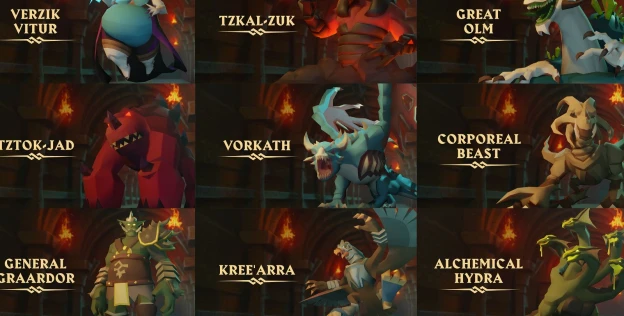 VERZIK
VITUR
TZKAL-ZUK
GREAT
OLM
TZTOK-JAD
VORKATH
CORPOREAL
BEAST
GENERAL
GRAARDOR
KREE'ARRA
ALCHEMICAL
HYDRA